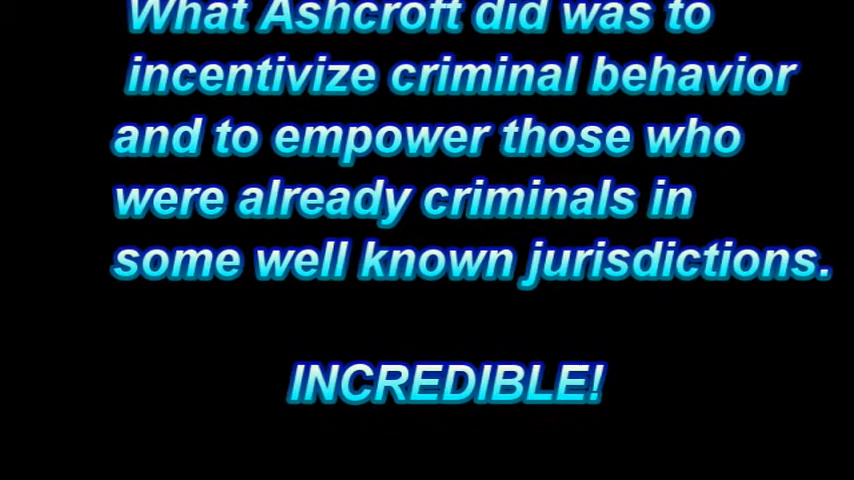 What Ashcroft did was to
incentivize criminal behavior
and to empower those who
were already criminals in
some well known jurisdictions.
INCREDIBLE!